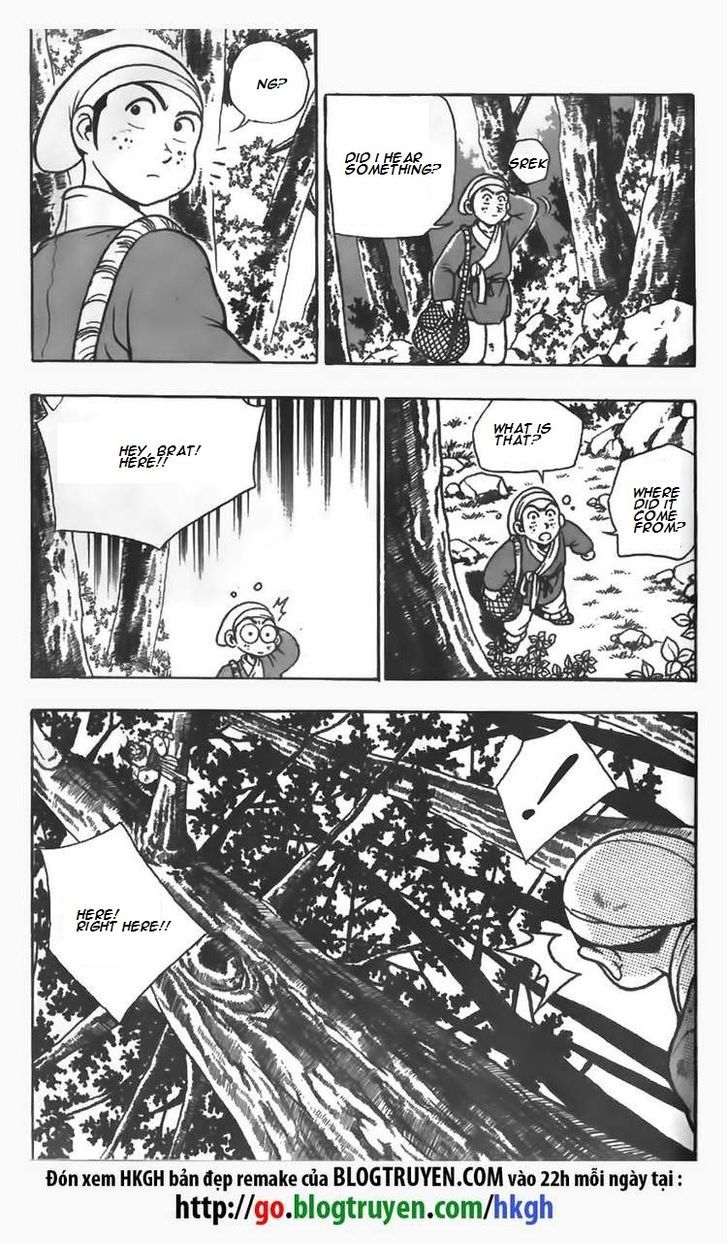 NG?
DID I HEAR
SOMETHING?
SREK
HEY, BRAT!
HERE!!
WHAT IS
THAT?
WHERE
DID IT
COME
FROM?
!
HERE!
RIGHT HERE!!
Đón xem HKGH bản đẹp remake của BLOGTRUYEN.COM vào 22h mỗi ngày tại :
http://go.blogtruyen.com/hkgh